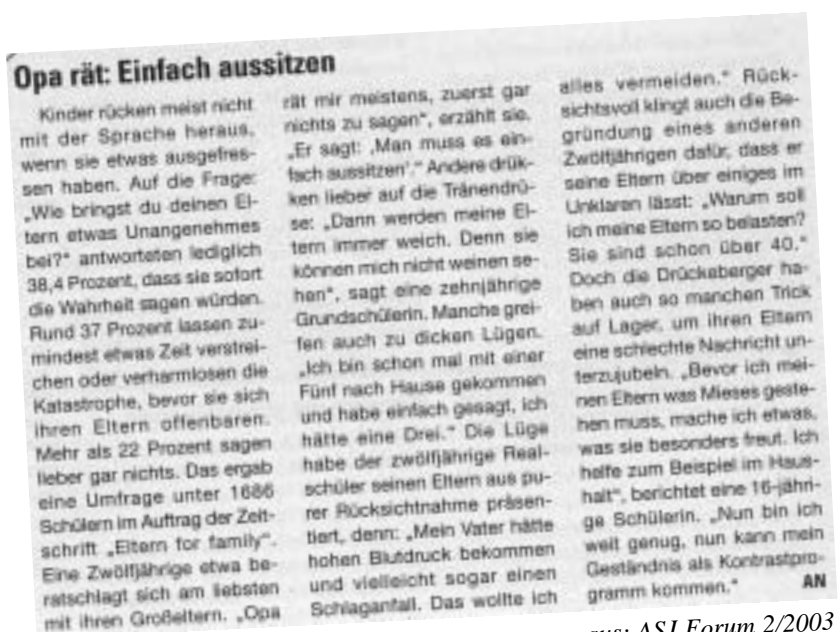 Opa rät: Einfach aussitzen
Kinder rücken meist nicht
mit der Sprache heraus,
wenn sie etwas ausgefres-
sen haben. Auf die Frage:
„Wie bringst du deinen El-
tern etwas Unangenehmes
bei?“ antworteten lediglich
38,4 Prozent, dass sie sofort
die Wahrheit sagen würden.
Rund 37 Prozent lassen zu-
mindest etwas Zeit verstrei-
chen oder verharmlosen die
Katastrophe, bevor sie sich
ihren Eltern offenbaren.
Mehr als 22 Prozent sagen
lieber gar nichts. Das ergab
eine Umfrage unter 1686
Schülern im Auftrag der Zeit-
schrift „Eltern for family“.
Eine Zwölfjährige etwa be-
ratschlagt sich am liebsten
mit ihren Großeltern. „Opa
rät mir meistens, zuerst gar
nichts zu sagen“, erzählt sie.
„Er sagt: ‚Man muss es ein-
fach aussitzen‘.“ Andere drük-
ken lieber auf die Tränendrü-
se: „Dann werden meine El-
tern immer weich. Denn sie
können mich nicht weinen se-
hen“, sagt eine zehnjährige
Grundschülerin. Manche grei-
fen auch zu dicken Lügen.
„Ich bin schon mal mit einer
Fünf nach Hause gekommen
und habe einfach gesagt, ich
hätte eine Drei.“ Die Lüge
habe der zwölfjährige Real-
schüler seinen Eltern aus pu-
rer Rücksichtnahme präsen-
tiert, denn: „Mein Vater hätte
hohen Blutdruck bekommen
und vielleicht sogar einen
Schlaganfall. Das wollte ich
alles vermeiden.“ Rück-
sichtsvoll klingt auch die Be-
gründung eines anderen
Zwölfjährigen dafür, dass er
seine Eltern über einiges im
Unklaren lässt: „Warum soll
ich meine Eltern so belasten?
Sie sind schon über 40.“
Doch die Drückeberger ha-
ben auch so manchen Trick
auf Lager, um ihren Eltern
eine schlechte Nachricht un-
terzujubeln. „Bevor ich mei-
nen Eltern was Mieses geste-
hen muss, mache ich etwas,
was sie besonders freut. Ich
helfe zum Beispiel im Haus-
halt“, berichtet eine 16-jähri-
ge Schülerin. „Nun bin ich
weit genug, nun kann mein
Geständnis als Kontrastpro-
gramm kommen.“ AN
aus: ASJ Forum 2/2003